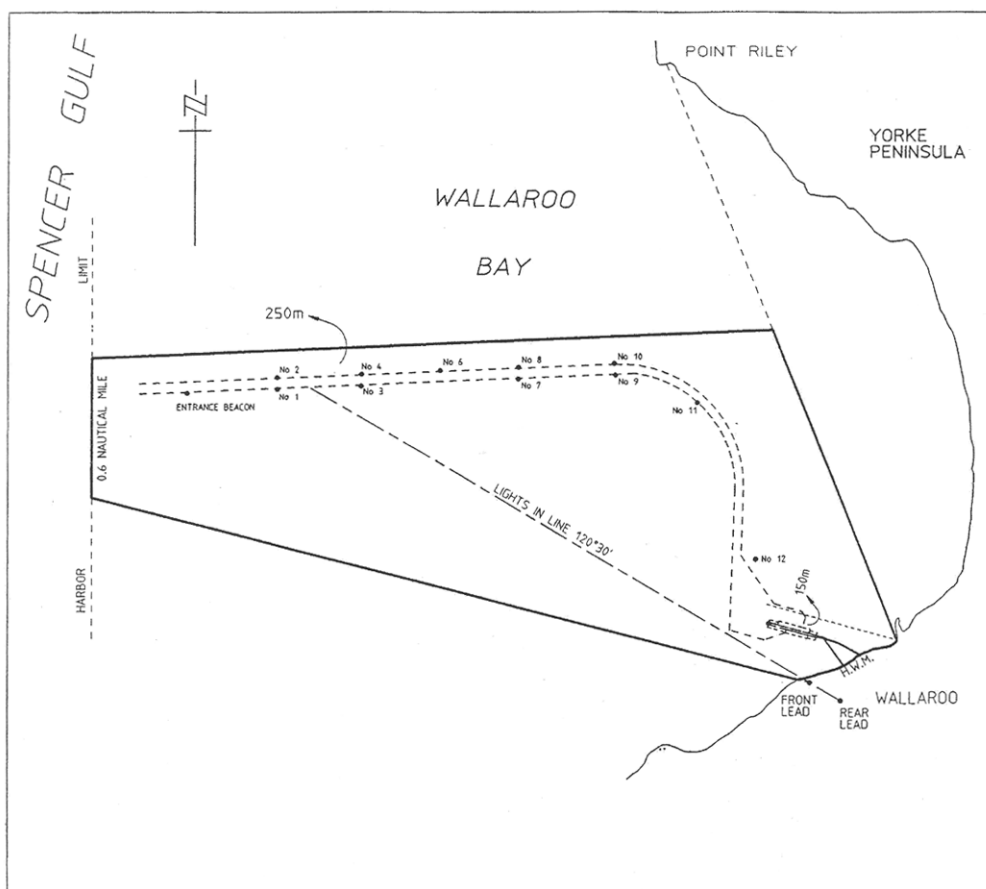 POINT RILEY
SPENCER GULF
YORKE
PENINSULA
N
WALLAROO
BAY
LIMIT
250m
No 2
No 4
No 6
No 8
No 10
No 1
No 3
No 7
No 9
ENTRANCE BEACON
No 11
0.6 NAUTICAL MILE
LIGHTS IN LINE 120°30'
No 12
HARBOR
150m
H.W.M.
FRONT
LEAD
REAR
LEAD
WALLAROO